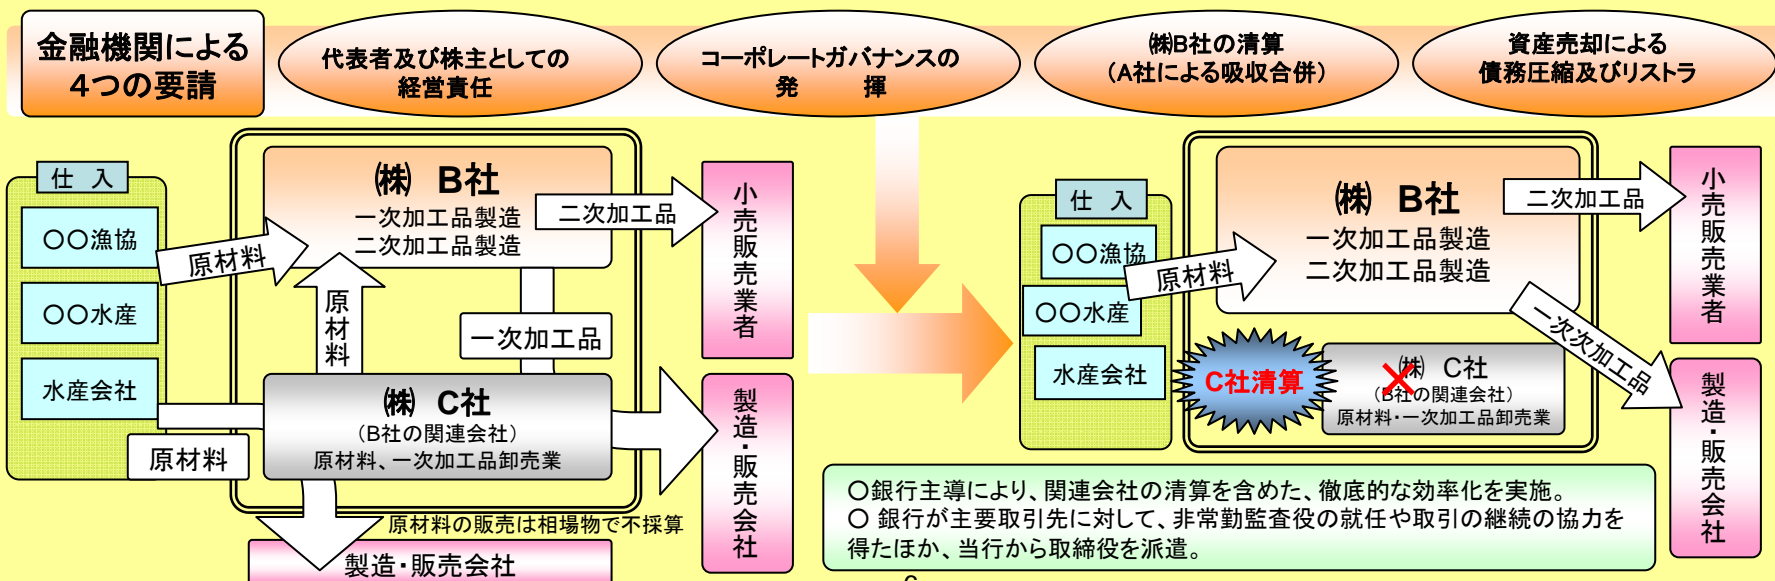 金融機関による
4つの要請
代表者及び株主としての
経営責任
コーポレートガバナンスの
発　　揮
㈱B社の清算
（A社による吸収合併）
資産売却による
債務圧縮及びリストラ
仕　入
〇〇漁協
〇〇水産
水産会社
原材料
㈱　B社
一次加工品製造
二次加工品製造
二次加工品
原材料
一次加工品
㈱　C社
（B社の関連会社）
原材料、一次加工品卸売業
原材料
小売販売業者
製造・販売会社
原材料の販売は相場物で不採算
製造・販売会社
仕　入
〇〇漁協
〇〇水産
水産会社
原材料
㈱　B社
一次加工品製造
二次加工品製造
二次加工品
一次次加工品
C社清算
㈱　C社
（B社の関連会社）
原材料・一次加工品卸売業
小売販売業者
製造・販売会社
〇銀行主導により、関連会社の清算を含めた、徹底的な効率化を実施。
〇 銀行が主要取引先に対して、非常勤監査役の就任や取引の継続の協力を
得たほか、当行から取締役を派遣。